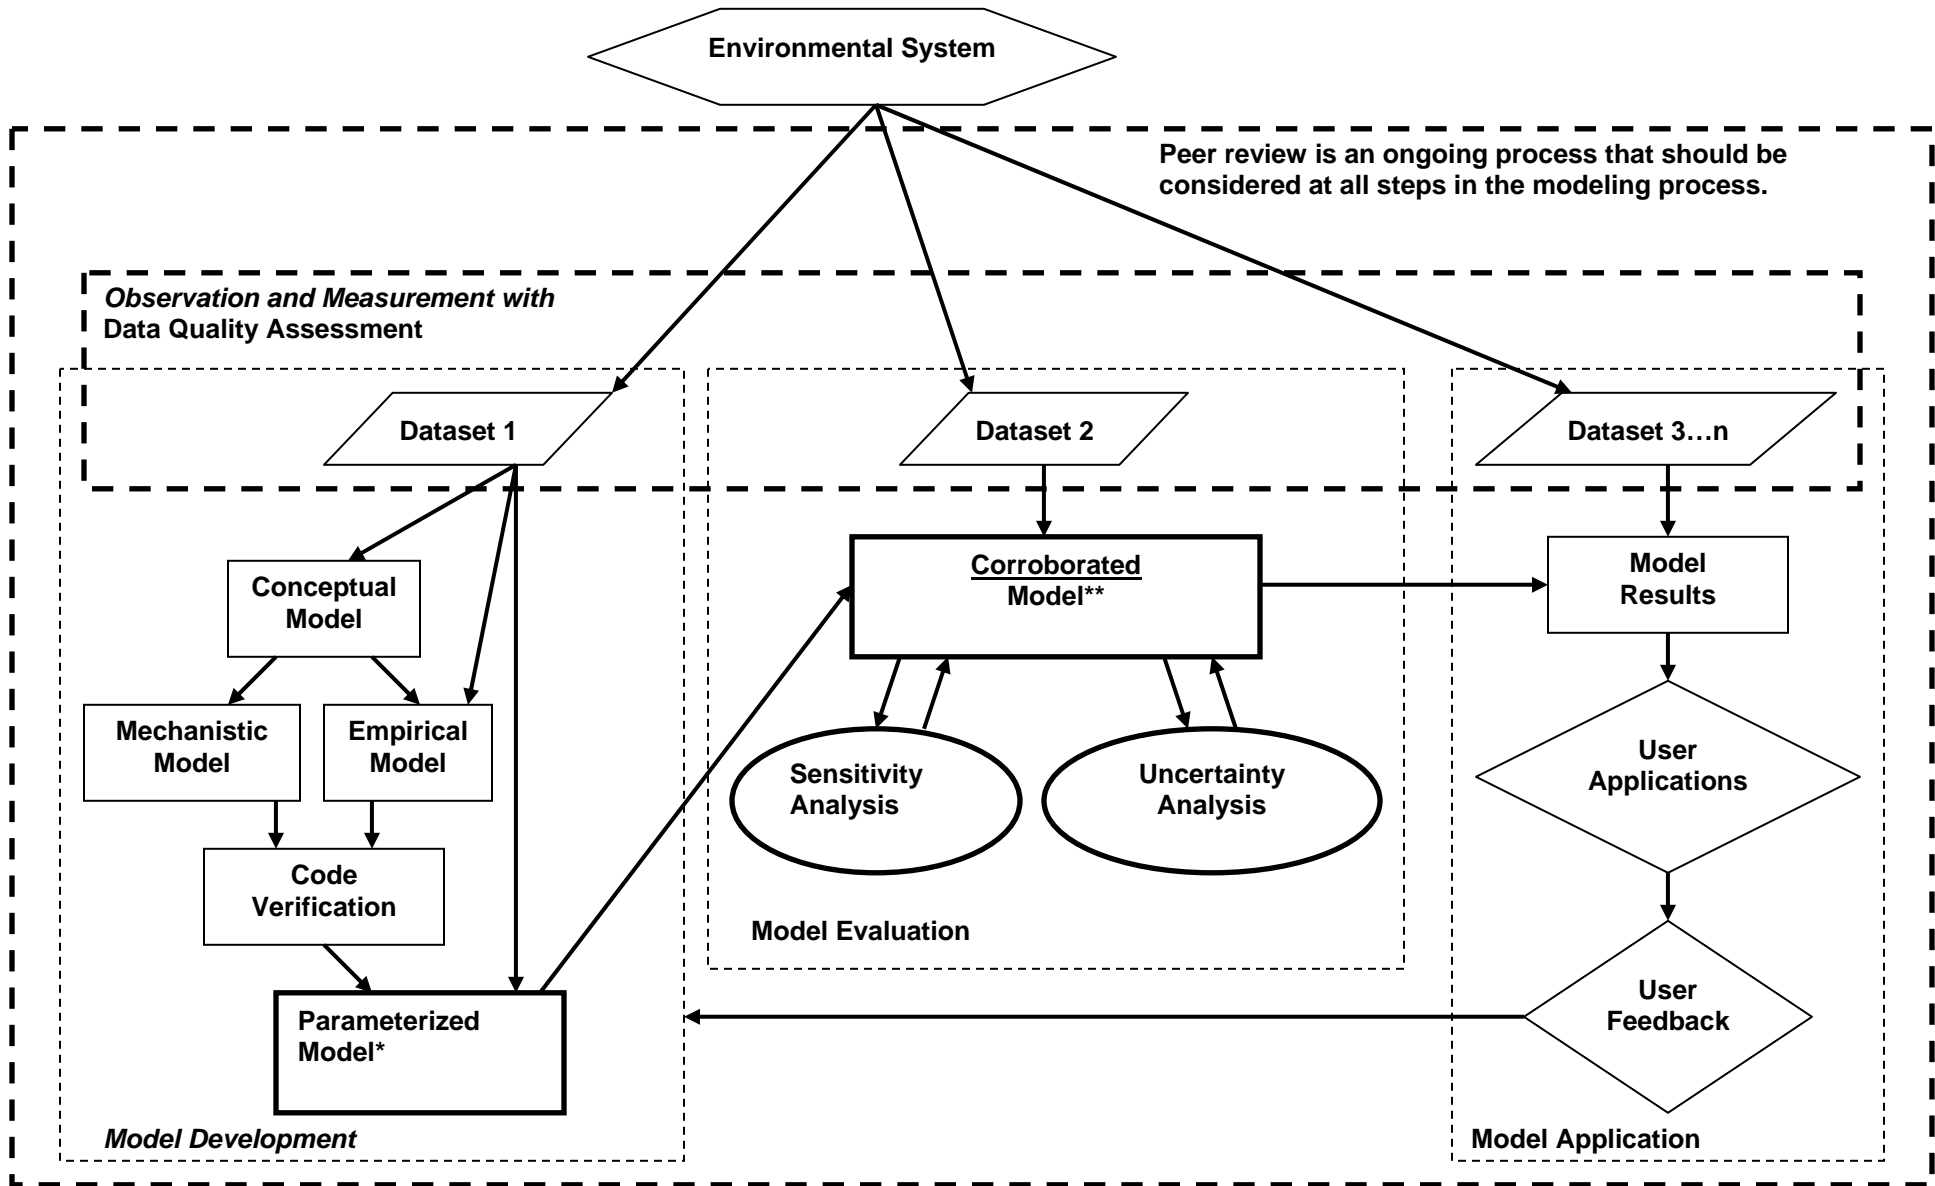 Environmental System
Peer review is an ongoing process that should be
considered at all steps in the modeling process.
Observation and Measurement with
Data Quality Assessment
Dataset 1
Dataset 2
Dataset 3…n
Conceptual
Model
Mechanistic
Model
Empirical
Model
Code
Verification
Parameterized
Model*
Model Development
Corroborated
Model**
Sensitivity
Analysis
Uncertainty
Analysis
Model Evaluation
Model
Results
User
Applications
User
Feedback
Model Application